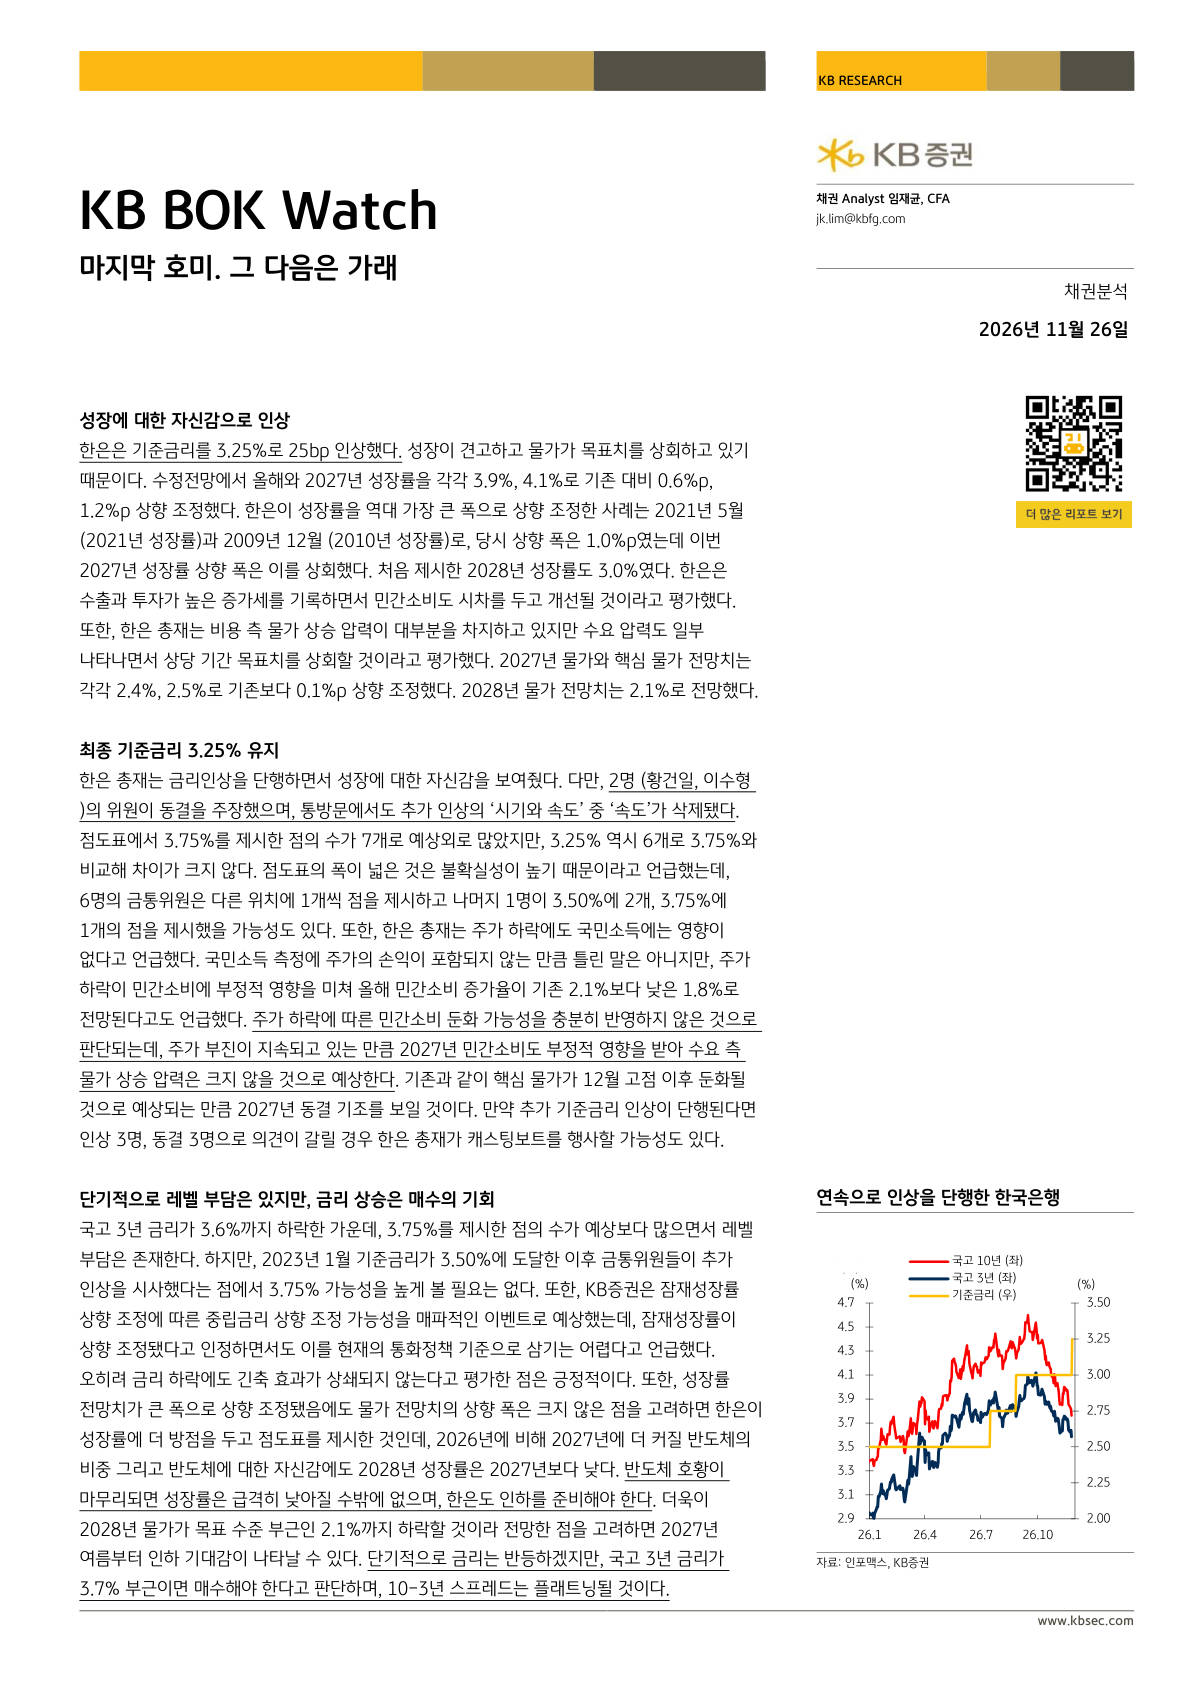 KB RESEARCH
KB증권
KB BOK Watch
마지막 호미. 그 다음은 가래
채권 Analyst 임재균, CFA
jk.lim@kbfg.com
채권분석
2026년 11월 26일
더 많은 리포트 보기
성장에 대한 자신감으로 인상
한은은 기준금리를 3.25%로 25bp 인상했다. 성장이 견고하고 물가가 목표치를 상회하고 있기
때문이다. 수정전망에서 올해와 2027년 성장률을 각각 3.9%, 4.1%로 기존 대비 0.6%p,
1.2%p 상향 조정했다. 한은이 성장률을 역대 가장 큰 폭으로 상향 조정한 사례는 2021년 5월
(2021년 성장률)과 2009년 12월 (2010년 성장률)로, 당시 상향 폭은 1.0%p였는데 이번
2027년 성장률 상향 폭은 이를 상회했다. 처음 제시한 2028년 성장률도 3.0%였다. 한은은
수출과 투자가 높은 증가세를 기록하면서 민간소비도 시차를 두고 개선될 것이라고 평가했다.
또한, 한은 총재는 비용 측 물가 상승 압력이 대부분을 차지하고 있지만 수요 압력도 일부
나타나면서 상당 기간 목표치를 상회할 것이라고 평가했다. 2027년 물가와 핵심 물가 전망치는
각각 2.4%, 2.5%로 기존보다 0.1%p 상향 조정했다. 2028년 물가 전망치는 2.1%로 전망했다.
최종 기준금리 3.25% 유지
한은 총재는 금리인상을 단행하면서 성장에 대한 자신감을 보여줬다. 다만, 2명 (황건일, 이수형
)의 위원이 동결을 주장했으며, 통방문에서도 추가 인상의 ‘시기와 속도’ 중 ‘속도’가 삭제됐다.
점도표에서 3.75%를 제시한 점의 수가 7개로 예상외로 많았지만, 3.25% 역시 6개로 3.75%와
비교해 차이가 크지 않다. 점도표의 폭이 넓은 것은 불확실성이 높기 때문이라고 언급했는데,
6명의 금통위원은 다른 위치에 1개씩 점을 제시하고 나머지 1명이 3.50%에 2개, 3.75%에
1개의 점을 제시했을 가능성도 있다. 또한, 한은 총재는 주가 하락에도 국민소득에는 영향이
없다고 언급했다. 국민소득 측정에 주가의 손익이 포함되지 않는 만큼 틀린 말은 아니지만, 주가
하락이 민간소비에 부정적 영향을 미쳐 올해 민간소비 증가율이 기존 2.1%보다 낮은 1.8%로
전망된다고도 언급했다. 주가 하락에 따른 민간소비 둔화 가능성을 충분히 반영하지 않은 것으로
판단되는데, 주가 부진이 지속되고 있는 만큼 2027년 민간소비도 부정적 영향을 받아 수요 측
물가 상승 압력은 크지 않을 것으로 예상한다. 기존과 같이 핵심 물가가 12월 고점 이후 둔화될
것으로 예상되는 만큼 2027년 동결 기조를 보일 것이다. 만약 추가 기준금리 인상이 단행된다면
인상 3명, 동결 3명으로 의견이 갈릴 경우 한은 총재가 캐스팅보트를 행사할 가능성도 있다.
단기적으로 레벨 부담은 있지만, 금리 상승은 매수의 기회
국고 3년 금리가 3.6%까지 하락한 가운데, 3.75%를 제시한 점의 수가 예상보다 많으면서 레벨
부담은 존재한다. 하지만, 2023년 1월 기준금리가 3.50%에 도달한 이후 금통위원들이 추가
인상을 시사했다는 점에서 3.75% 가능성을 높게 볼 필요는 없다. 또한, KB증권은 잠재성장률
상향 조정에 따른 중립금리 상향 조정 가능성을 매파적인 이벤트로 예상했는데, 잠재성장률이
상향 조정됐다고 인정하면서도 이를 현재의 통화정책 기준으로 삼기는 어렵다고 언급했다.
오히려 금리 하락에도 긴축 효과가 상쇄되지 않는다고 평가한 점은 긍정적이다. 또한, 성장률
전망치가 큰 폭으로 상향 조정됐음에도 물가 전망치의 상향 폭은 크지 않은 점을 고려하면 한은이
성장률에 더 방점을 두고 점도표를 제시한 것인데, 2026년에 비해 2027년에 더 커질 반도체의
비중 그리고 반도체에 대한 자신감에도 2028년 성장률은 2027년보다 낮다. 반도체 호황이
마무리되면 성장률은 급격히 낮아질 수밖에 없으며, 한은도 인하를 준비해야 한다. 더욱이
2028년 물가가 목표 수준 부근인 2.1%까지 하락할 것이라 전망한 점을 고려하면 2027년
여름부터 인하 기대감이 나타날 수 있다. 단기적으로 금리는 반등하겠지만, 국고 3년 금리가
3.7% 부근이면 매수해야 한다고 판단하며, 10-3년 스프레드는 플래트닝될 것이다.
연속으로 인상을 단행한 한국은행
국고 10년 (좌)
국고 3년 (좌)
기준금리 (우)
(%)
(%)
4.7
4.5
4.3
4.1
3.9
3.7
3.5
3.3
3.1
2.9
3.50
3.25
3.00
2.75
2.50
2.25
2.00
26.1
26.4
26.7
26.10
자료: 인포맥스, KB증권
www.kbsec.com